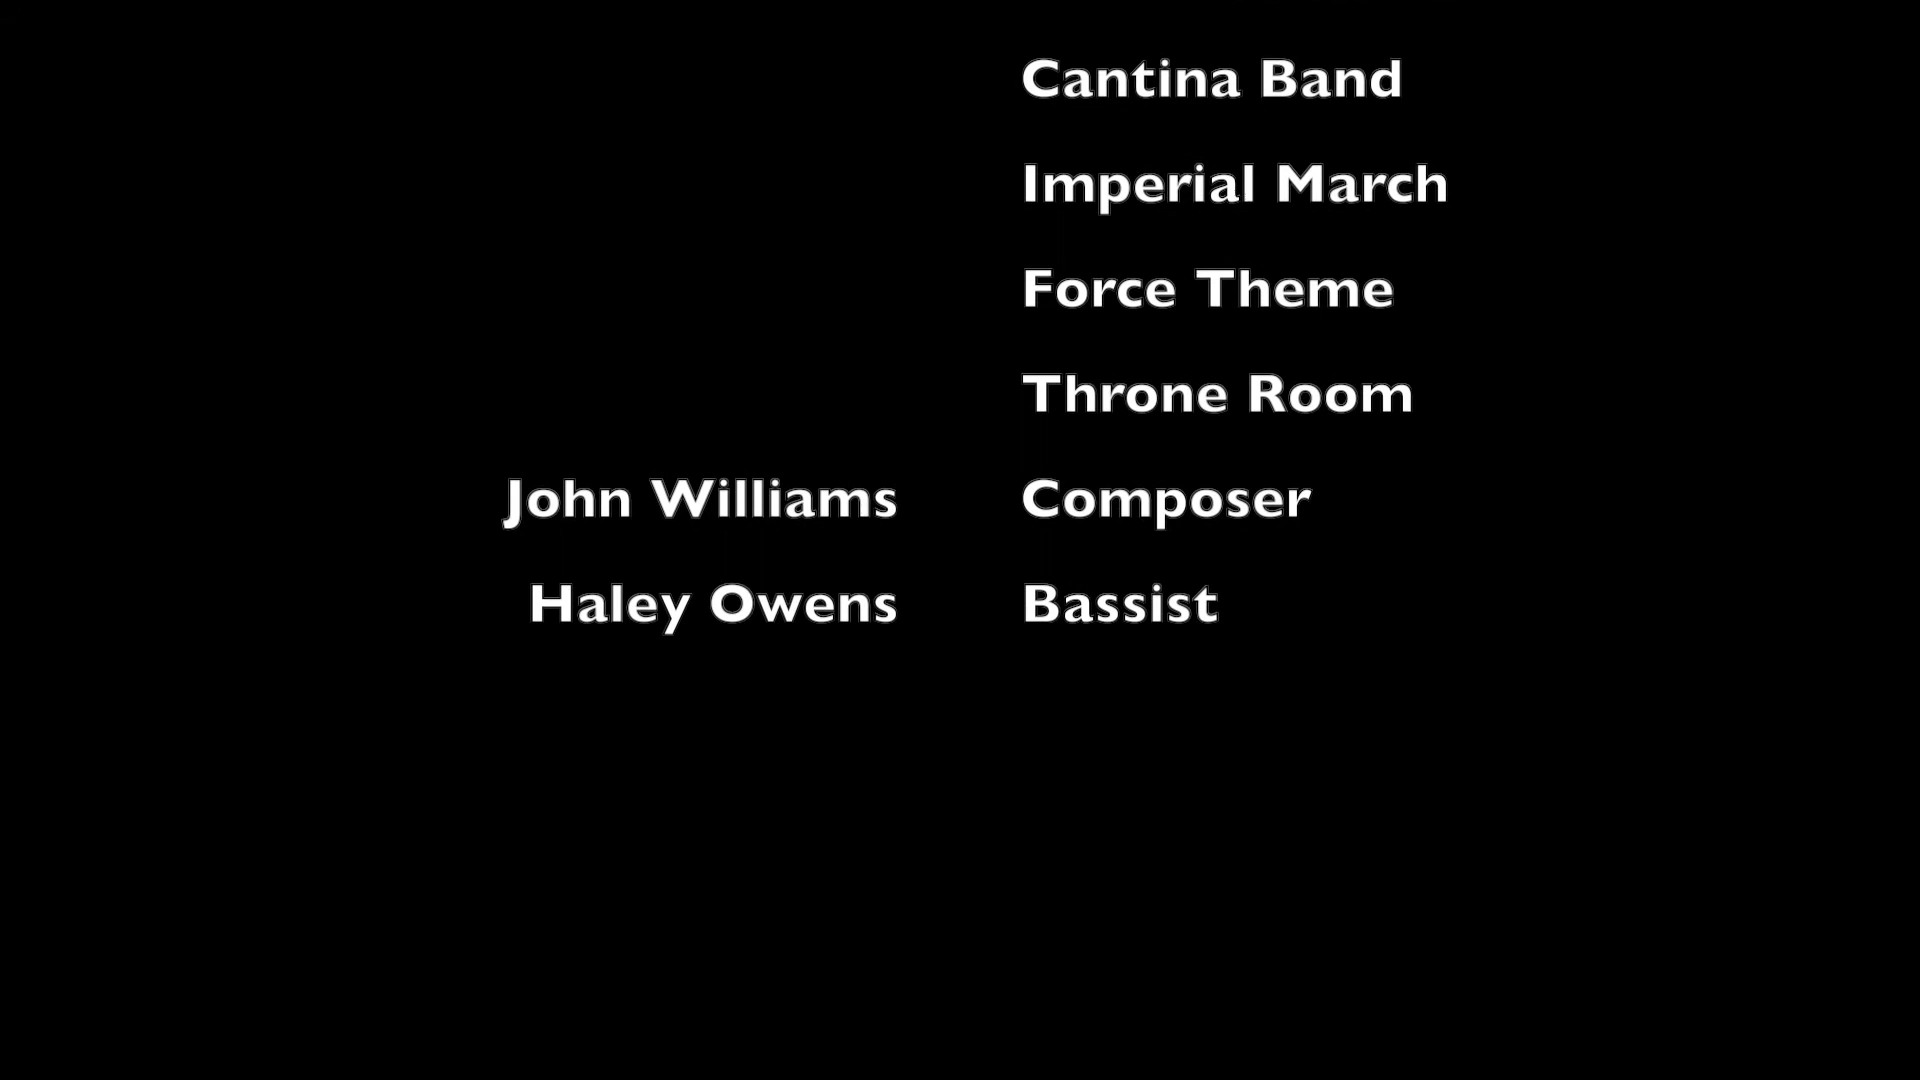 Cantina Band
Imperial March
Force Theme
Throne Room
John Williams Composer
Haley Owens Bassist